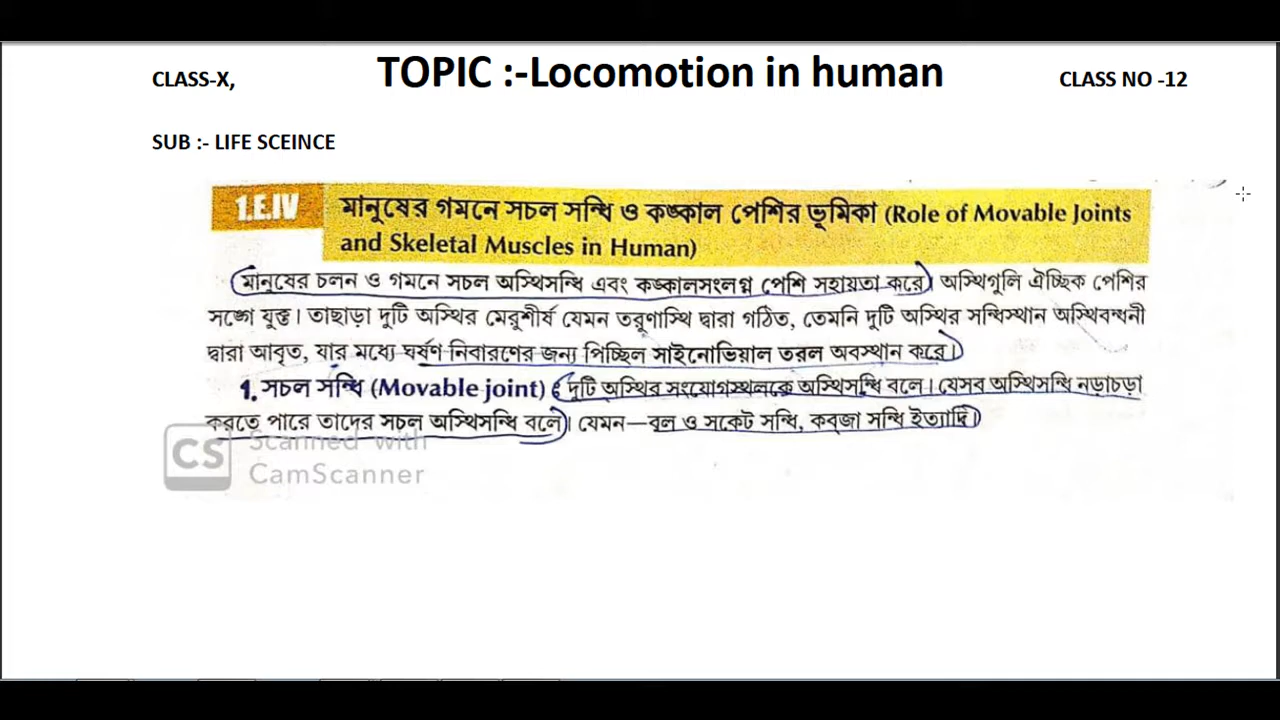 CLASS-X, TOPIC :-Locomotion in human CLASS NO -12
SUB :- LIFE SCEINCE
1.E.IV মানুষের গমনে সচল সন্ধি ও কঙ্কাল পেশির ভূমিকা (Role of Movable Joints
and Skeletal Muscles in Human)
মানুষের চলন ও গমনে সচল অস্থিসন্ধি এবং কঙ্কালসংলগ্ন পেশি সহায়তা করে। অস্থিগুলি ঐচ্ছিক পেশির
সঙ্গে যুক্ত। তাছাড়া দুটি অস্থির মেরুশীর্ষ যেমন তরুণাস্থি দ্বারা গঠিত, তেমনি দুটি অস্থির সন্ধিস্থান অস্থিবন্ধনী
দ্বারা আবৃত, যার মধ্যে ঘর্ষণ নিবারণের জন্য পিচ্ছিল সাইনোভিয়াল তরল অবস্থান করে।
1. সচল সন্ধি (Movable joint) : দুটি অস্থির সংযোগস্থলকে অস্থিসন্ধি বলে। যেসব অস্থিসন্ধি নড়াচড়া
করতে পারে তাদের সচল অস্থিসন্ধি বলে। যেমন—বল ও সকেট সন্ধি, কব্জা সন্ধি ইত্যাদি।
CS Scanned with
CamScanner